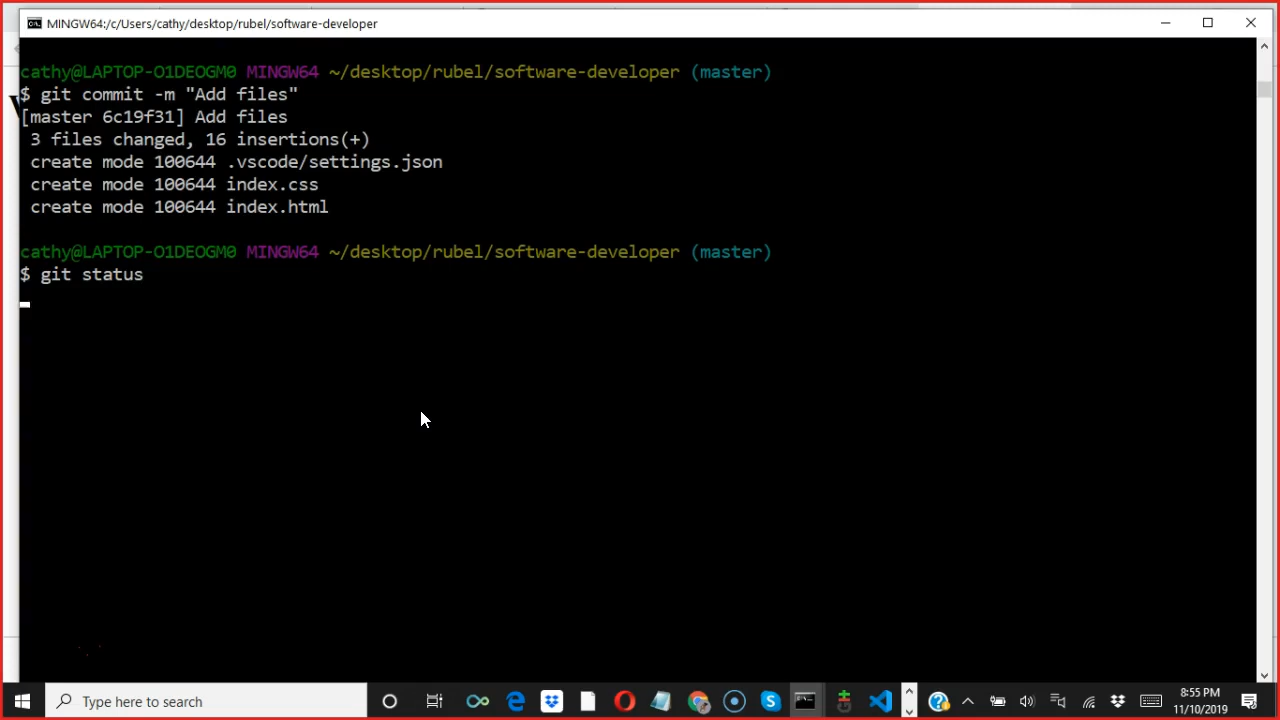 MINGW64:/c/Users/cathy/desktop/rubel/software-developer
cathy@LAPTOP-O1DEOGM0 MINGW64 ~/desktop/rubel/software-developer (master)
$ git commit -m "Add files"
[master 6c19f31] Add files
3 files changed, 16 insertions(+)
create mode 100644 .vscode/settings.json
create mode 100644 index.css
create mode 100644 index.html
cathy@LAPTOP-O1DEOGM0 MINGW64 ~/desktop/rubel/software-developer (master)
$ git status
Type here to search
8:55 PM
11/10/2019